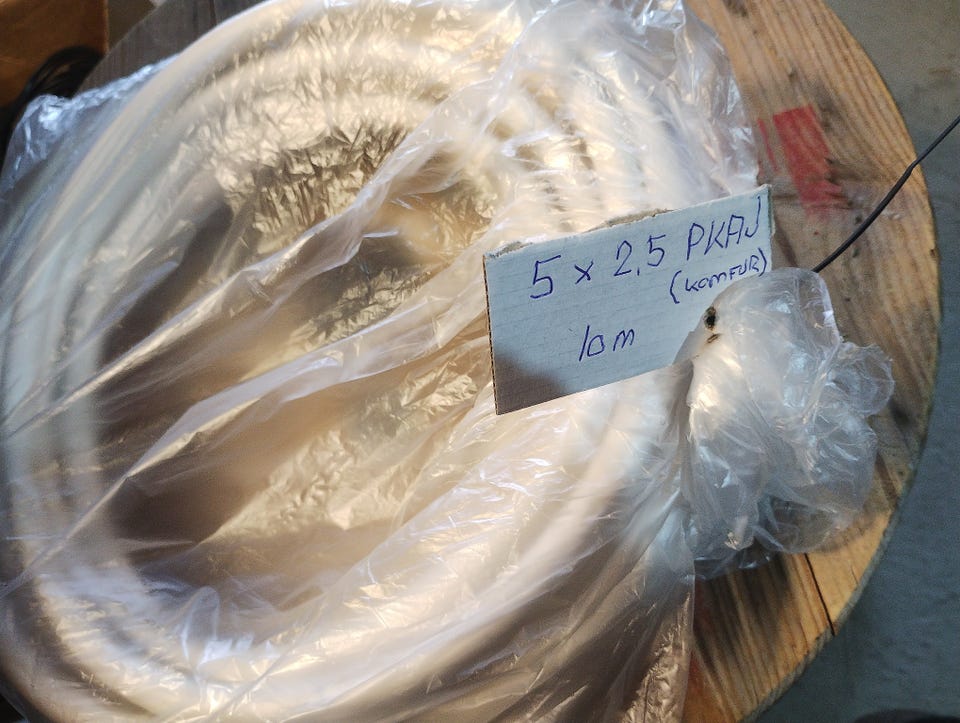 5 x 2,5 PKAJ
(KOMFUR)
10m